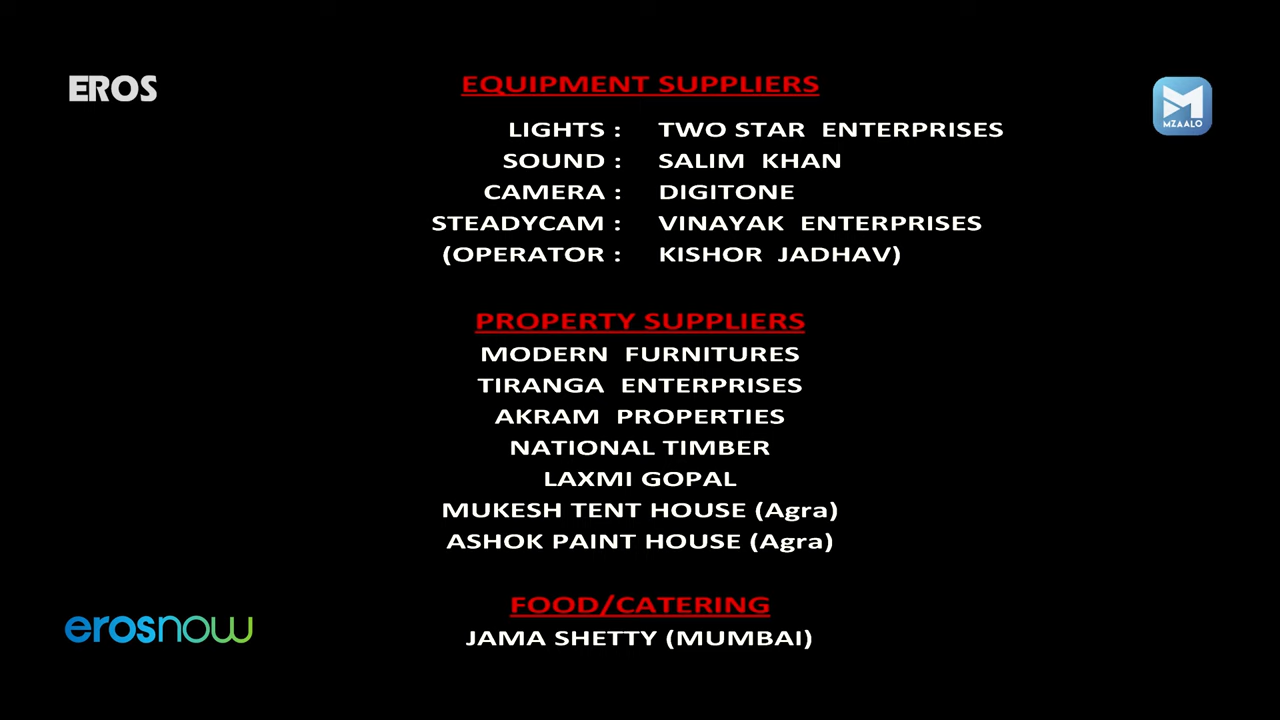 EROS
MZAALO
EQUIPMENT SUPPLIERS
LIGHTS : TWO STAR ENTERPRISES
SOUND : SALIM KHAN
CAMERA : DIGITONE
STEADYCAM : VINAYAK ENTERPRISES
(OPERATOR : KISHOR JADHAV)
PROPERTY SUPPLIERS
MODERN FURNITURES
TIRANGA ENTERPRISES
AKRAM PROPERTIES
NATIONAL TIMBER
LAXMI GOPAL
MUKESH TENT HOUSE (Agra)
ASHOK PAINT HOUSE (Agra)
FOOD/CATERING
JAMA SHETTY (MUMBAI)
erosnow